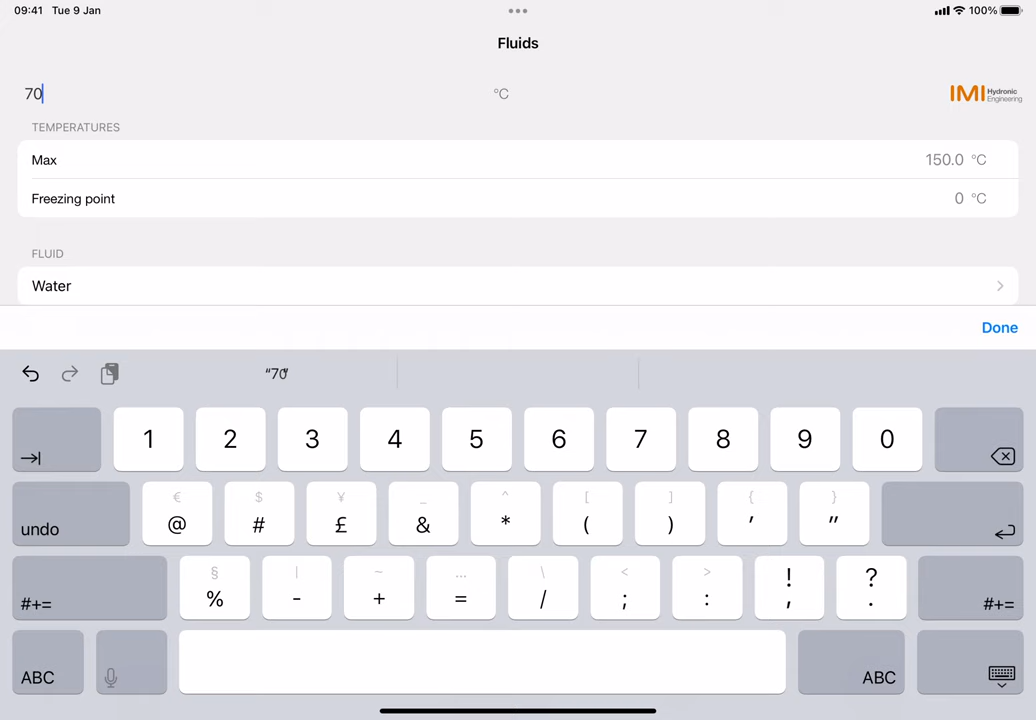 09:41 Tue 9 Jan 100%
Fluids
70 °C IMI Hydronic Engineering
TEMPERATURES
Max 150.0 °C
Freezing point 0 °C
FLUID
Water
Done
“70”
1 2 3 4 5 6 7 8 9 0
€ $ ¥ _ ^ [ ] { }
undo @ # £ & * ( ) ' "
§ | ~ … \ < > ! ?
#+= % - + = / ; : , . #+=
ABC ABC